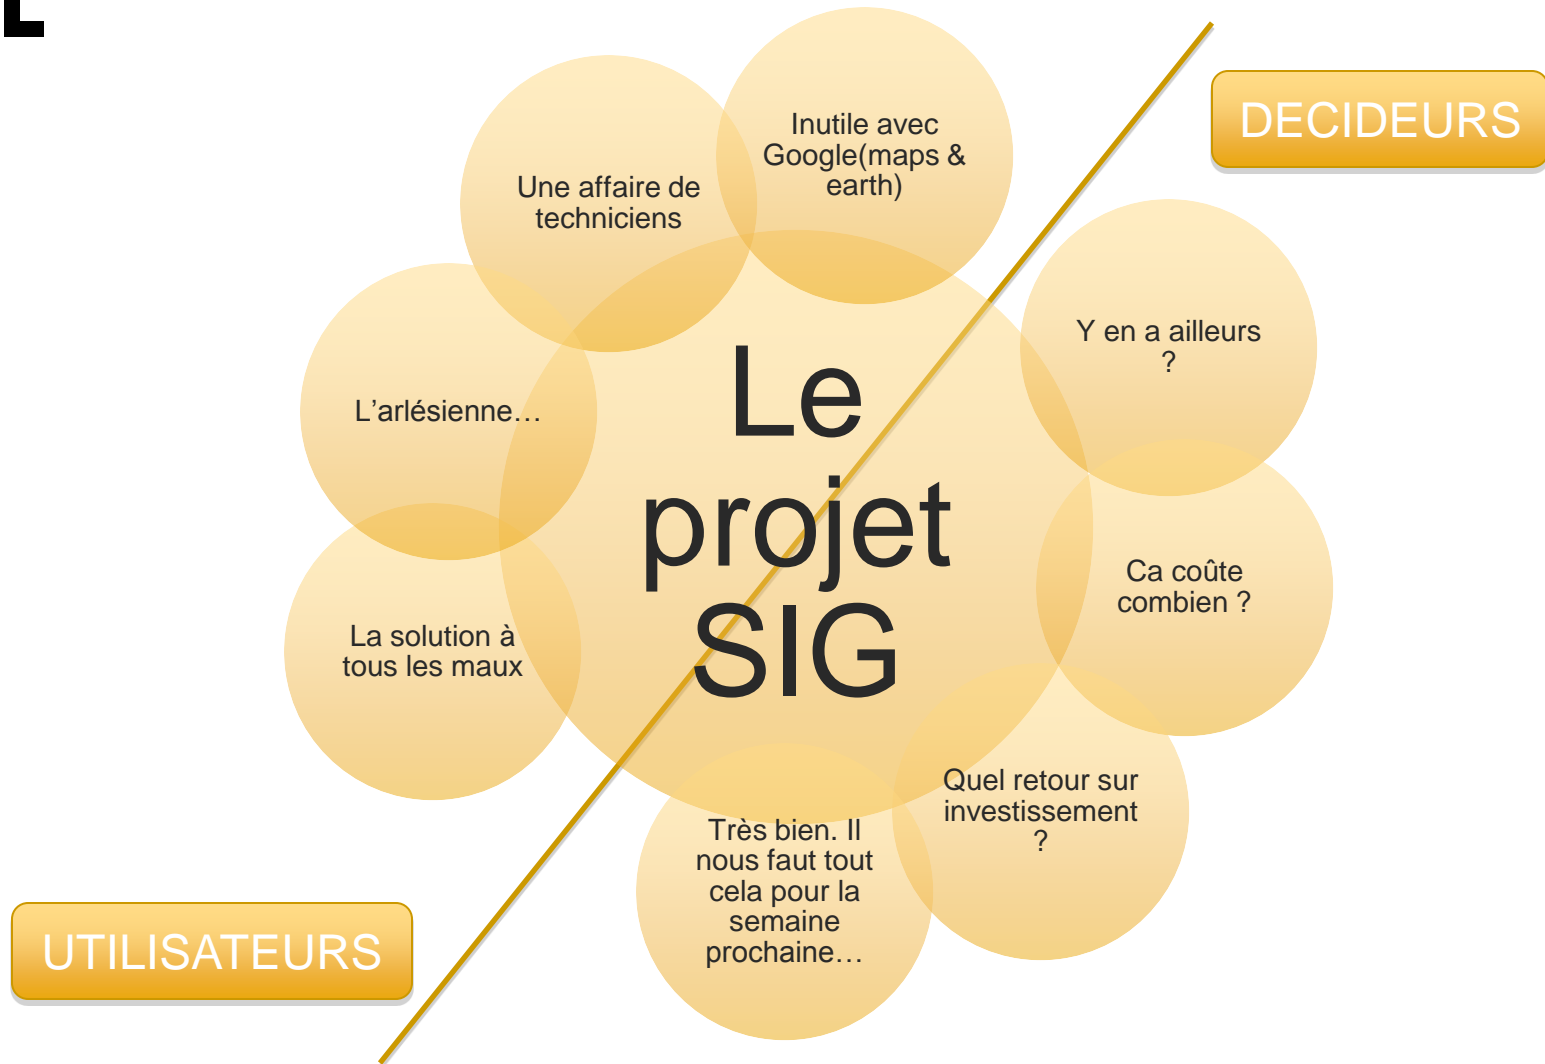 Inutile avec
Google(maps &
earth)
DECIDEURS
Une affaire de
techniciens
Y en a ailleurs
?
L’arlésienne…
Le
projet
SIG
Ca coûte
combien ?
La solution à
tous les maux
Quel retour sur
investissement
?
Très bien. Il
nous faut tout
cela pour la
semaine
prochaine…
UTILISATEURS